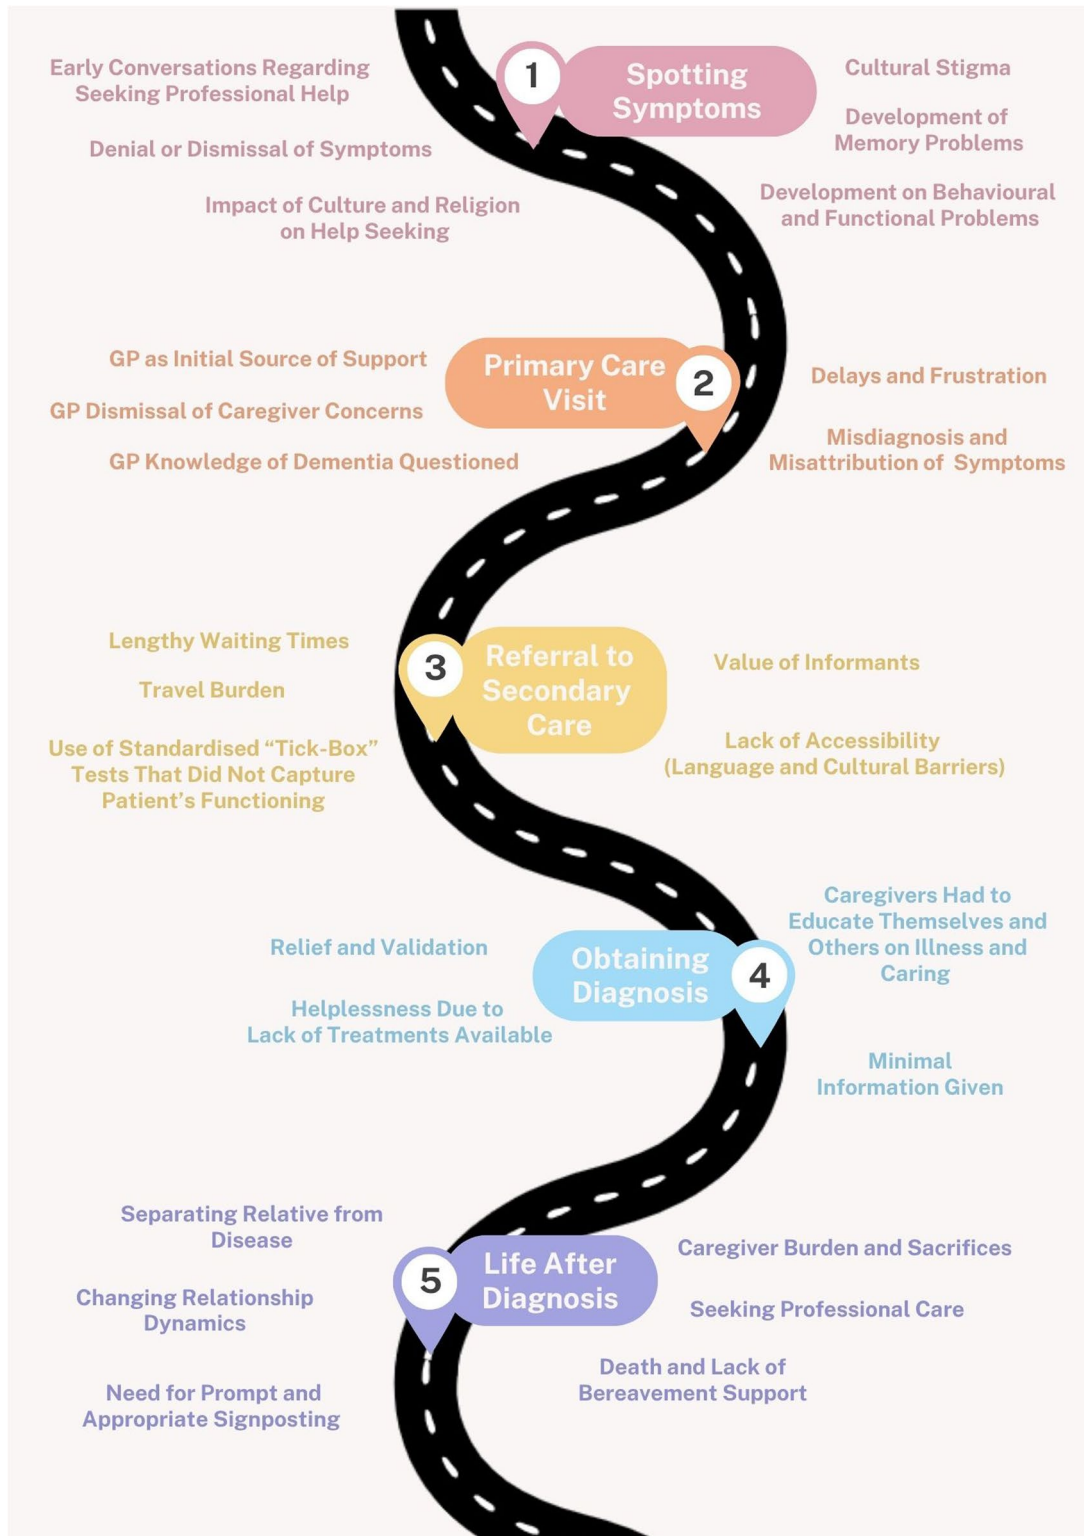 1
Spotting
Symptoms
Early Conversations Regarding
Seeking Professional Help
Denial or Dismissal of Symptoms
Impact of Culture and Religion
on Help Seeking
Cultural Stigma
Development of
Memory Problems
Development on Behavioural
and Functional Problems
Primary Care
Visit
2
GP as Initial Source of Support
GP Dismissal of Caregiver Concerns
GP Knowledge of Dementia Questioned
Delays and Frustration
Misdiagnosis and
Misattribution of Symptoms
3
Referral to
Secondary
Care
Lengthy Waiting Times
Travel Burden
Use of Standardised “Tick-Box”
Tests That Did Not Capture
Patient’s Functioning
Value of Informants
Lack of Accessibility
(Language and Cultural Barriers)
Obtaining
Diagnosis
4
Relief and Validation
Helplessness Due to
Lack of Treatments Available
Caregivers Had to
Educate Themselves and
Others on Illness and
Caring
Minimal
Information Given
5
Life After
Diagnosis
Separating Relative from
Disease
Changing Relationship
Dynamics
Need for Prompt and
Appropriate Signposting
Caregiver Burden and Sacrifices
Seeking Professional Care
Death and Lack of
Bereavement Support